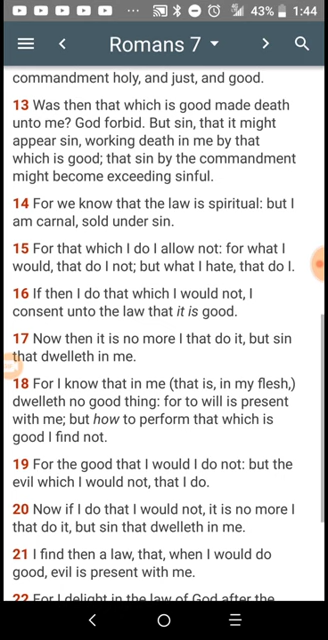 43% 1:44
Romans 7
commandment holy, and just, and good.
13 Was then that which is good made death
unto me? God forbid. But sin, that it might
appear sin, working death in me by that
which is good; that sin by the commandment
might become exceeding sinful.
14 For we know that the law is spiritual: but I
am carnal, sold under sin.
15 For that which I do I allow not: for what I
would, that do I not; but what I hate, that do I.
16 If then I do that which I would not, I
consent unto the law that it is good.
17 Now then it is no more I that do it, but sin
that dwelleth in me.
18 For I know that in me (that is, in my flesh,)
dwelleth no good thing: for to will is present
with me; but how to perform that which is
good I find not.
19 For the good that I would I do not: but the
evil which I would not, that I do.
20 Now if I do that I would not, it is no more I
that do it, but sin that dwelleth in me.
21 I find then a law, that, when I would do
good, evil is present with me.
22 For I delight in the law of God after the